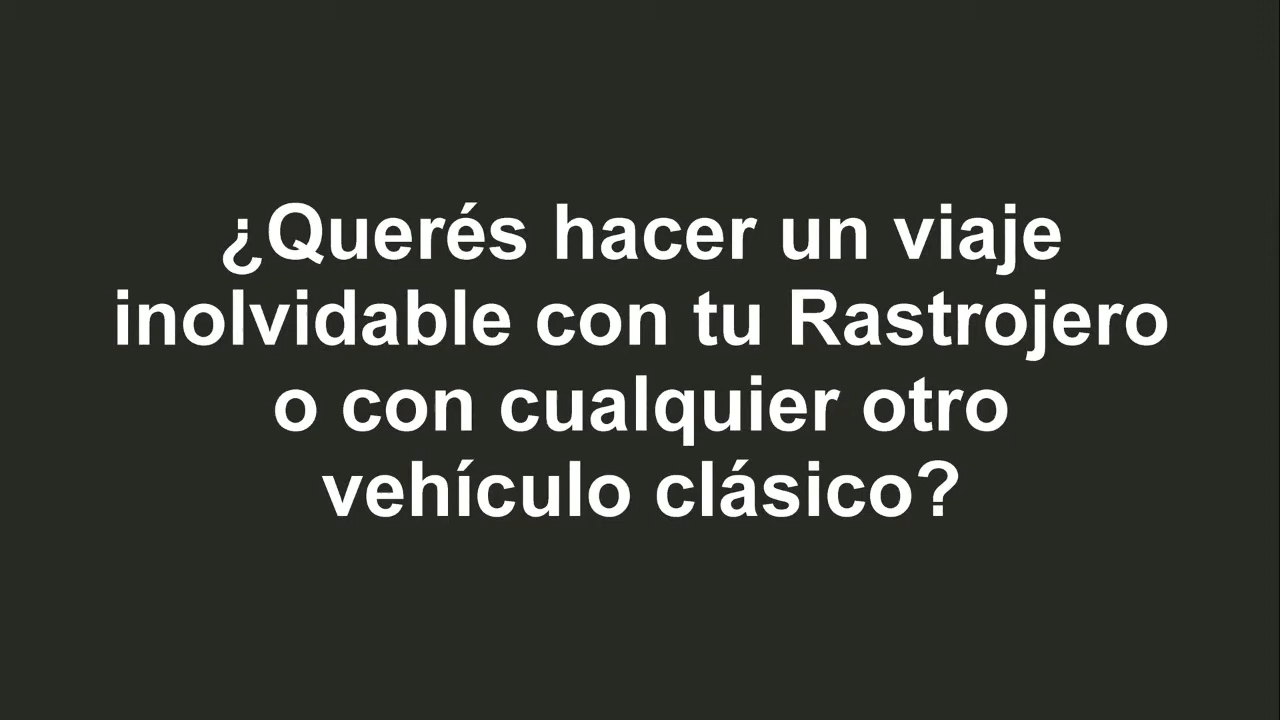 ¿Querés hacer un viaje
inolvidable con tu Rastrojero
o con cualquier otro
vehículo clásico?